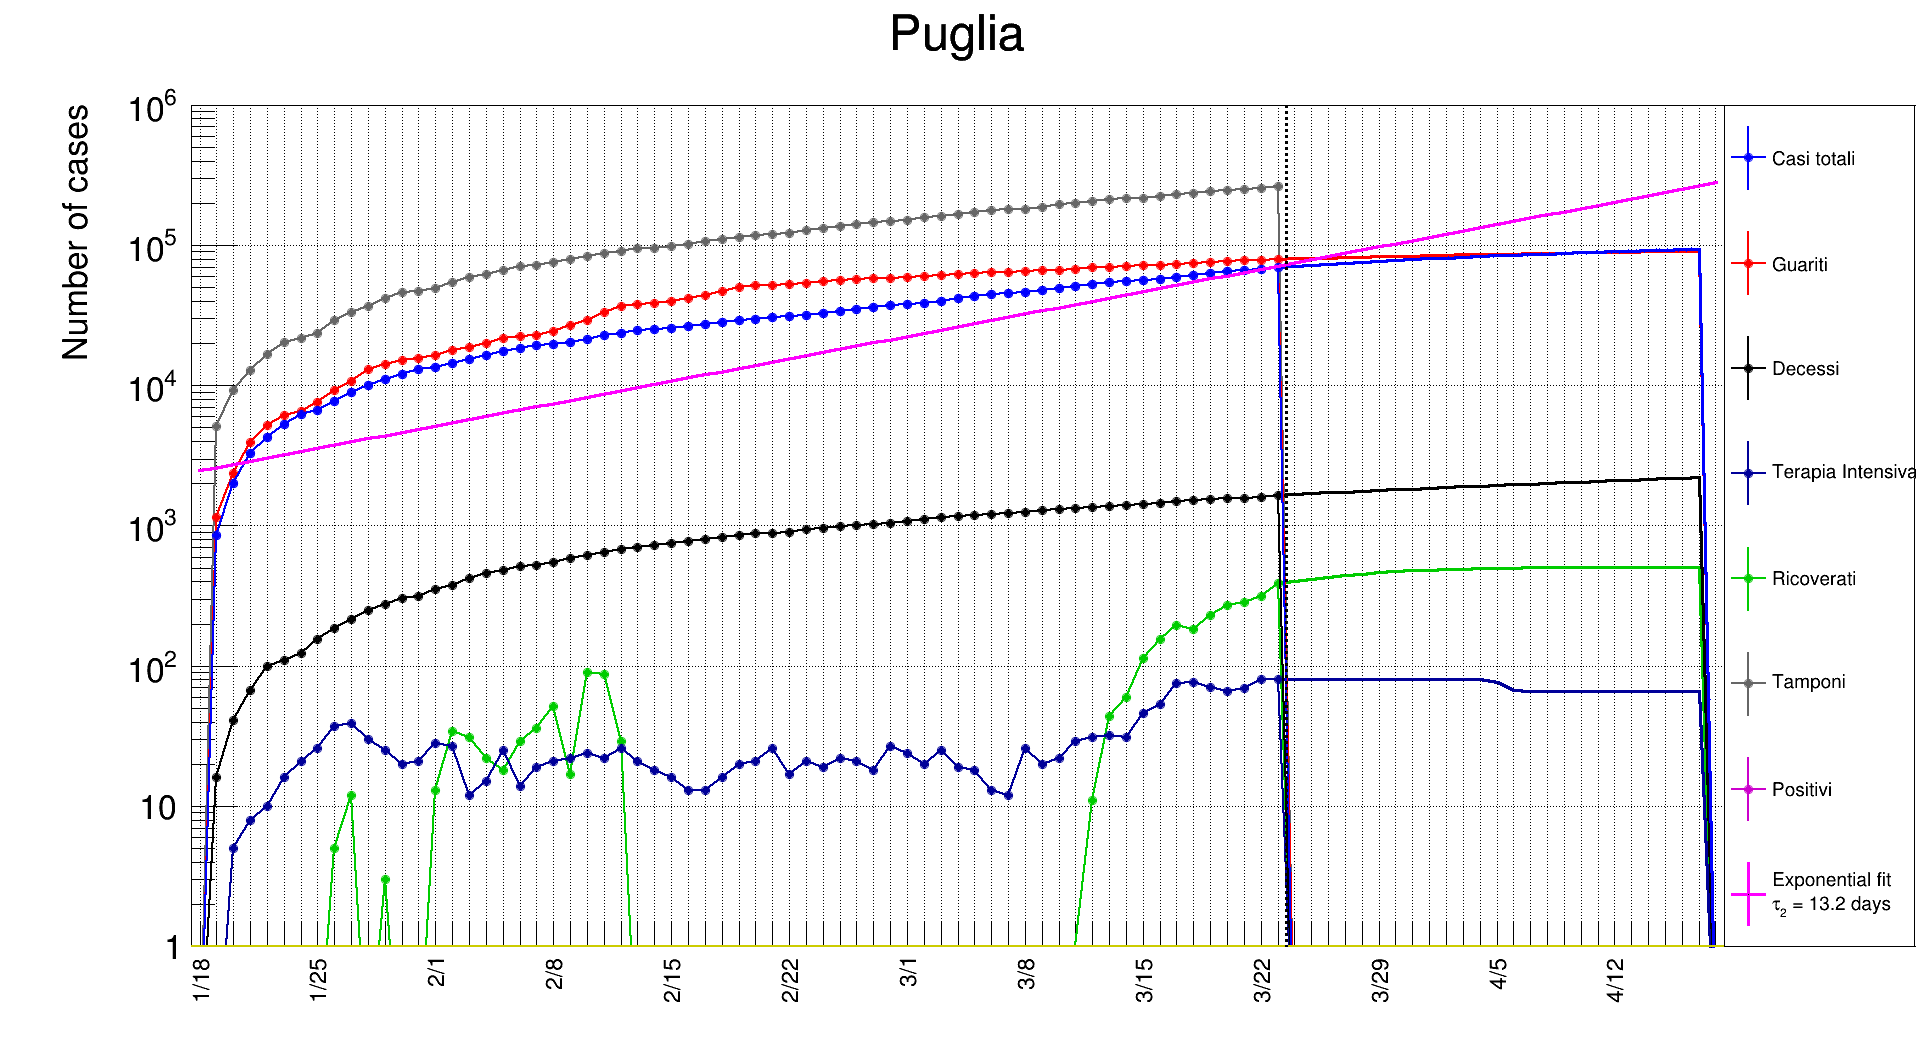 Puglia
Number of cases
10^6
10^5
10^4
10^3
10^2
10
1
1/18
1/25
2/1
2/8
2/15
2/22
3/1
3/8
3/15
3/22
3/29
4/5
4/12
Casi totali
Guariti
Decessi
Terapia Intensiva
Ricoverati
Tamponi
Positivi
Exponential fit
τ₂ = 13.2 days